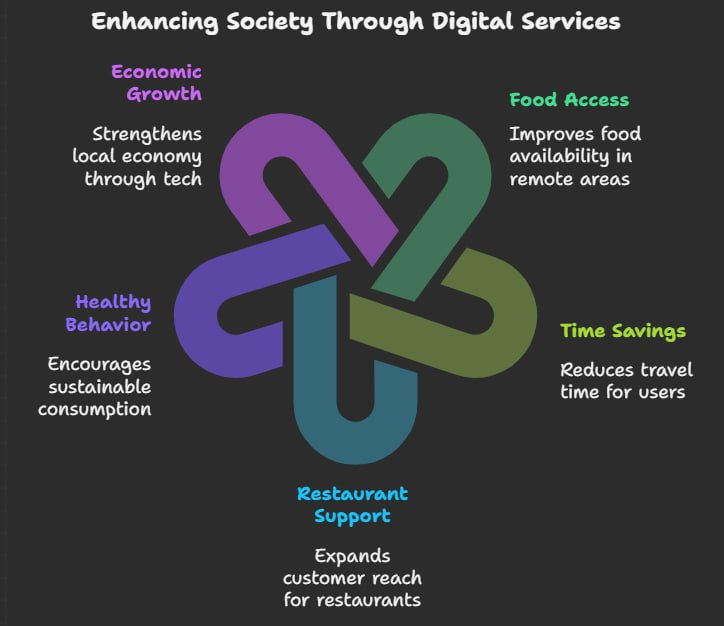 Enhancing Society Through Digital Services
Economic
Growth
Strengthens
local economy
through tech
Food Access
Improves food
availability in
remote areas
Healthy
Behavior
Encourages
sustainable
consumption
Time Savings
Reduces travel
time for users
Restaurant
Support
Expands
customer reach
for restaurants